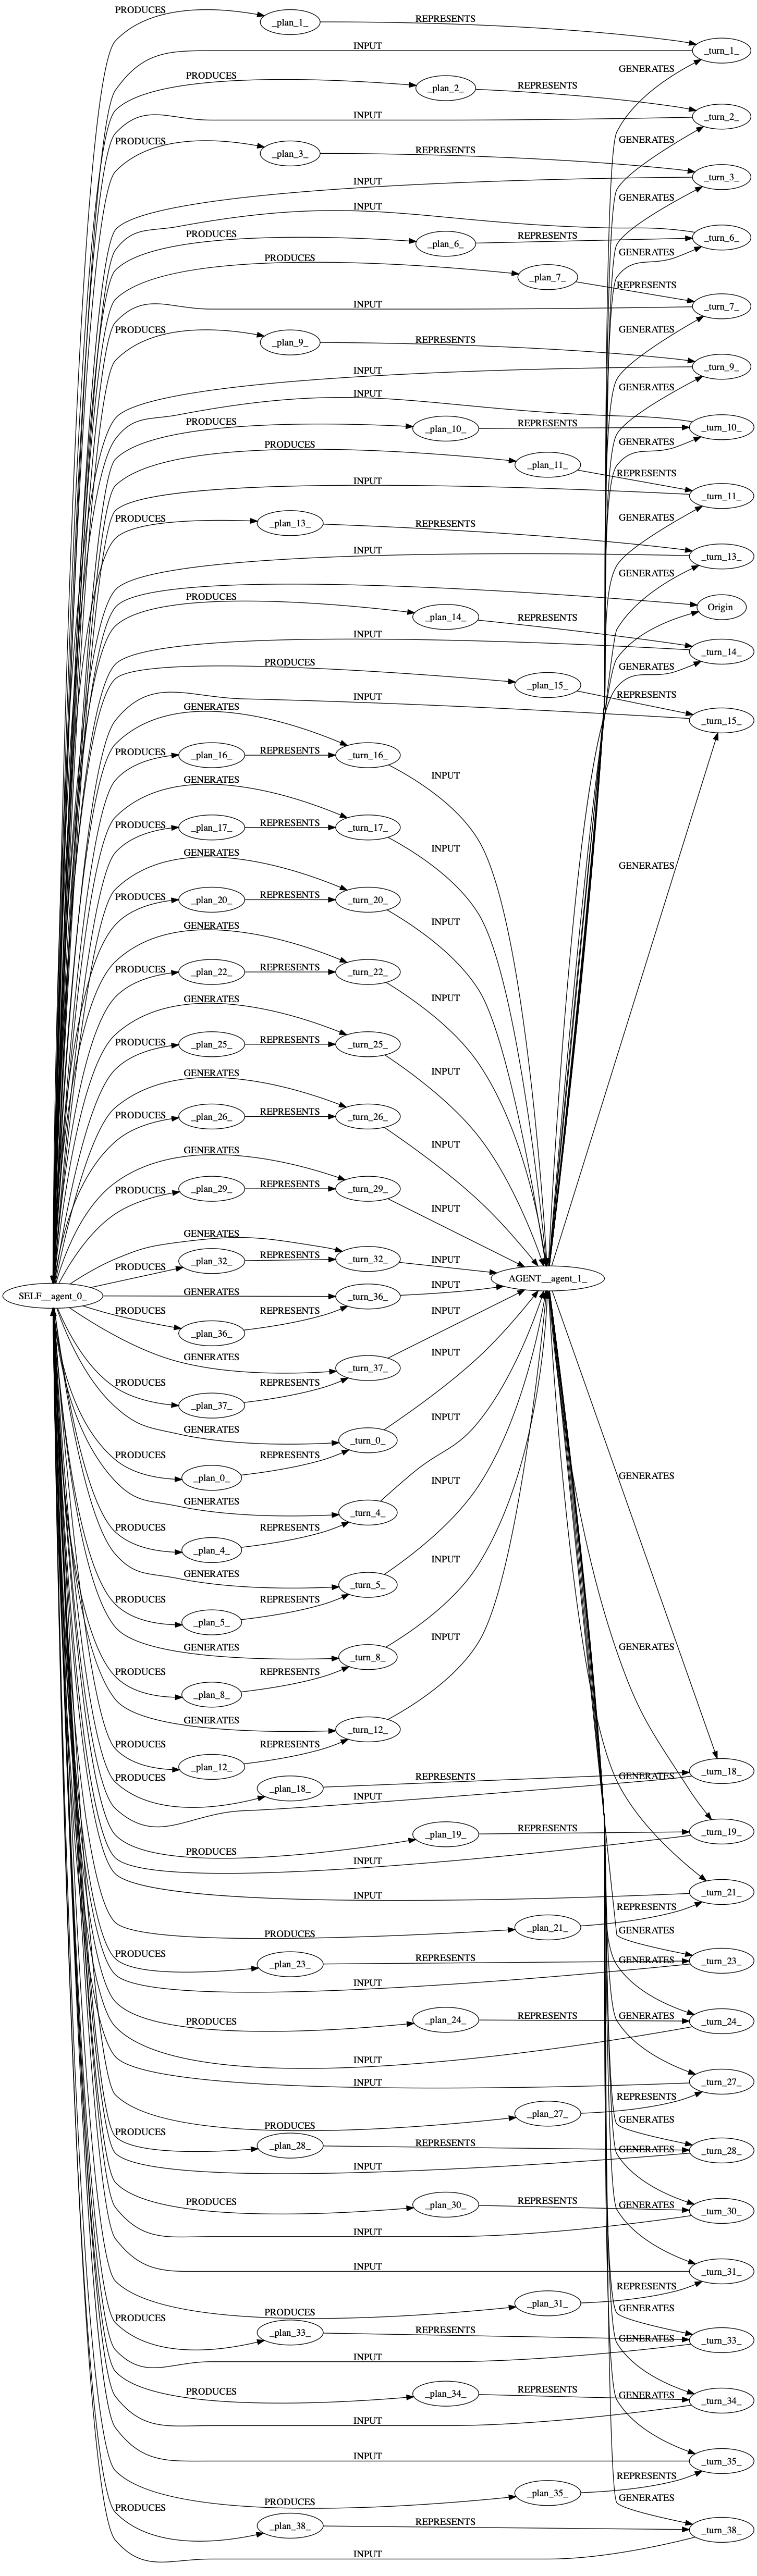 PRODUCES
_plan_1_
REPRESENTS
_turn_1_
INPUT
GENERATES
PRODUCES
_plan_2_
REPRESENTS
_turn_2_
INPUT
GENERATES
PRODUCES
_plan_3_
REPRESENTS
_turn_3_
INPUT
GENERATES
INPUT
PRODUCES
_plan_6_
REPRESENTS
_turn_6_
GENERATES
PRODUCES
_plan_7_
REPRESENTS
_turn_7_
INPUT
GENERATES
PRODUCES
_plan_9_
REPRESENTS
_turn_9_
INPUT
GENERATES
INPUT
PRODUCES
_plan_10_
REPRESENTS
_turn_10_
GENERATES
PRODUCES
_plan_11_
REPRESENTS
_turn_11_
INPUT
GENERATES
PRODUCES
_plan_13_
REPRESENTS
_turn_13_
INPUT
GENERATES
Origin
PRODUCES
_plan_14_
REPRESENTS
_turn_14_
INPUT
GENERATES
PRODUCES
_plan_15_
REPRESENTS
_turn_15_
INPUT
GENERATES
GENERATES
PRODUCES
_plan_16_
REPRESENTS
_turn_16_
INPUT
GENERATES
PRODUCES
_plan_17_
REPRESENTS
_turn_17_
INPUT
GENERATES
PRODUCES
_plan_20_
REPRESENTS
_turn_20_
INPUT
GENERATES
PRODUCES
_plan_22_
REPRESENTS
_turn_22_
INPUT
GENERATES
PRODUCES
_plan_25_
REPRESENTS
_turn_25_
INPUT
GENERATES
PRODUCES
_plan_26_
REPRESENTS
_turn_26_
INPUT
GENERATES
PRODUCES
_plan_29_
REPRESENTS
_turn_29_
INPUT
GENERATES
PRODUCES
_plan_32_
REPRESENTS
_turn_32_
INPUT
AGENT__agent_1_
SELF__agent_0_
GENERATES
_turn_36_
INPUT
PRODUCES
_plan_36_
REPRESENTS
GENERATES
_turn_37_
INPUT
PRODUCES
_plan_37_
REPRESENTS
GENERATES
_turn_0_
INPUT
PRODUCES
_plan_0_
REPRESENTS
GENERATES
_turn_4_
INPUT
PRODUCES
_plan_4_
REPRESENTS
GENERATES
_turn_5_
INPUT
PRODUCES
_plan_5_
REPRESENTS
GENERATES
_turn_8_
INPUT
PRODUCES
_plan_8_
REPRESENTS
GENERATES
_turn_12_
INPUT
PRODUCES
_plan_12_
REPRESENTS
GENERATES
PRODUCES
_plan_18_
REPRESENTS
GENERATES
_turn_18_
INPUT
PRODUCES
_plan_19_
REPRESENTS
_turn_19_
INPUT
GENERATES
INPUT
_turn_21_
PRODUCES
_plan_21_
REPRESENTS
GENERATES
PRODUCES
_plan_23_
REPRESENTS
GENERATES
_turn_23_
INPUT
PRODUCES
_plan_24_
REPRESENTS
GENERATES
_turn_24_
INPUT
INPUT
_turn_27_
PRODUCES
_plan_27_
REPRESENTS
GENERATES
PRODUCES
_plan_28_
REPRESENTS
GENERATES
_turn_28_
INPUT
PRODUCES
_plan_30_
REPRESENTS
GENERATES
_turn_30_
INPUT
INPUT
_turn_31_
PRODUCES
_plan_31_
REPRESENTS
GENERATES
PRODUCES
_plan_33_
REPRESENTS
GENERATES
_turn_33_
INPUT
PRODUCES
_plan_34_
REPRESENTS
GENERATES
_turn_34_
INPUT
INPUT
_turn_35_
PRODUCES
_plan_35_
REPRESENTS
GENERATES
PRODUCES
_plan_38_
REPRESENTS
_turn_38_
INPUT